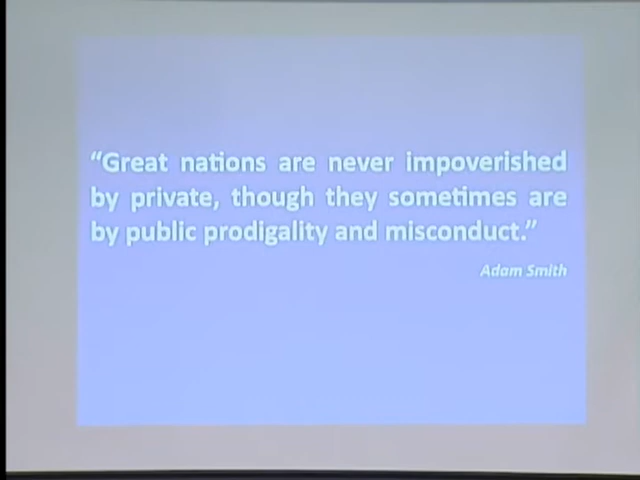 “Great nations are never impoverished
by private, though they sometimes are
by public prodigality and misconduct.”
Adam Smith